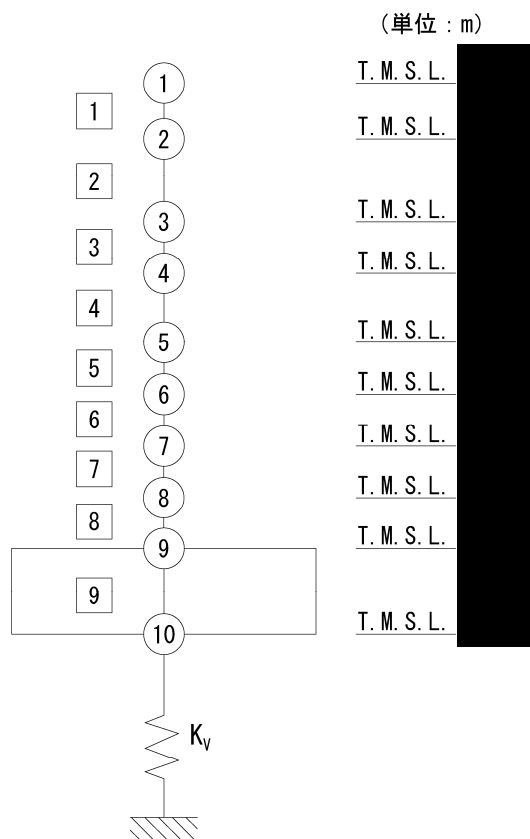 (単位:m)
1 T.M.S.L.
1
2 T.M.S.L.
2
3 T.M.S.L.
3
4 T.M.S.L.
4
5 T.M.S.L.
5
6 T.M.S.L.
6
7 T.M.S.L.
7
8 T.M.S.L.
8
9 T.M.S.L.
9
10 T.M.S.L.
KV